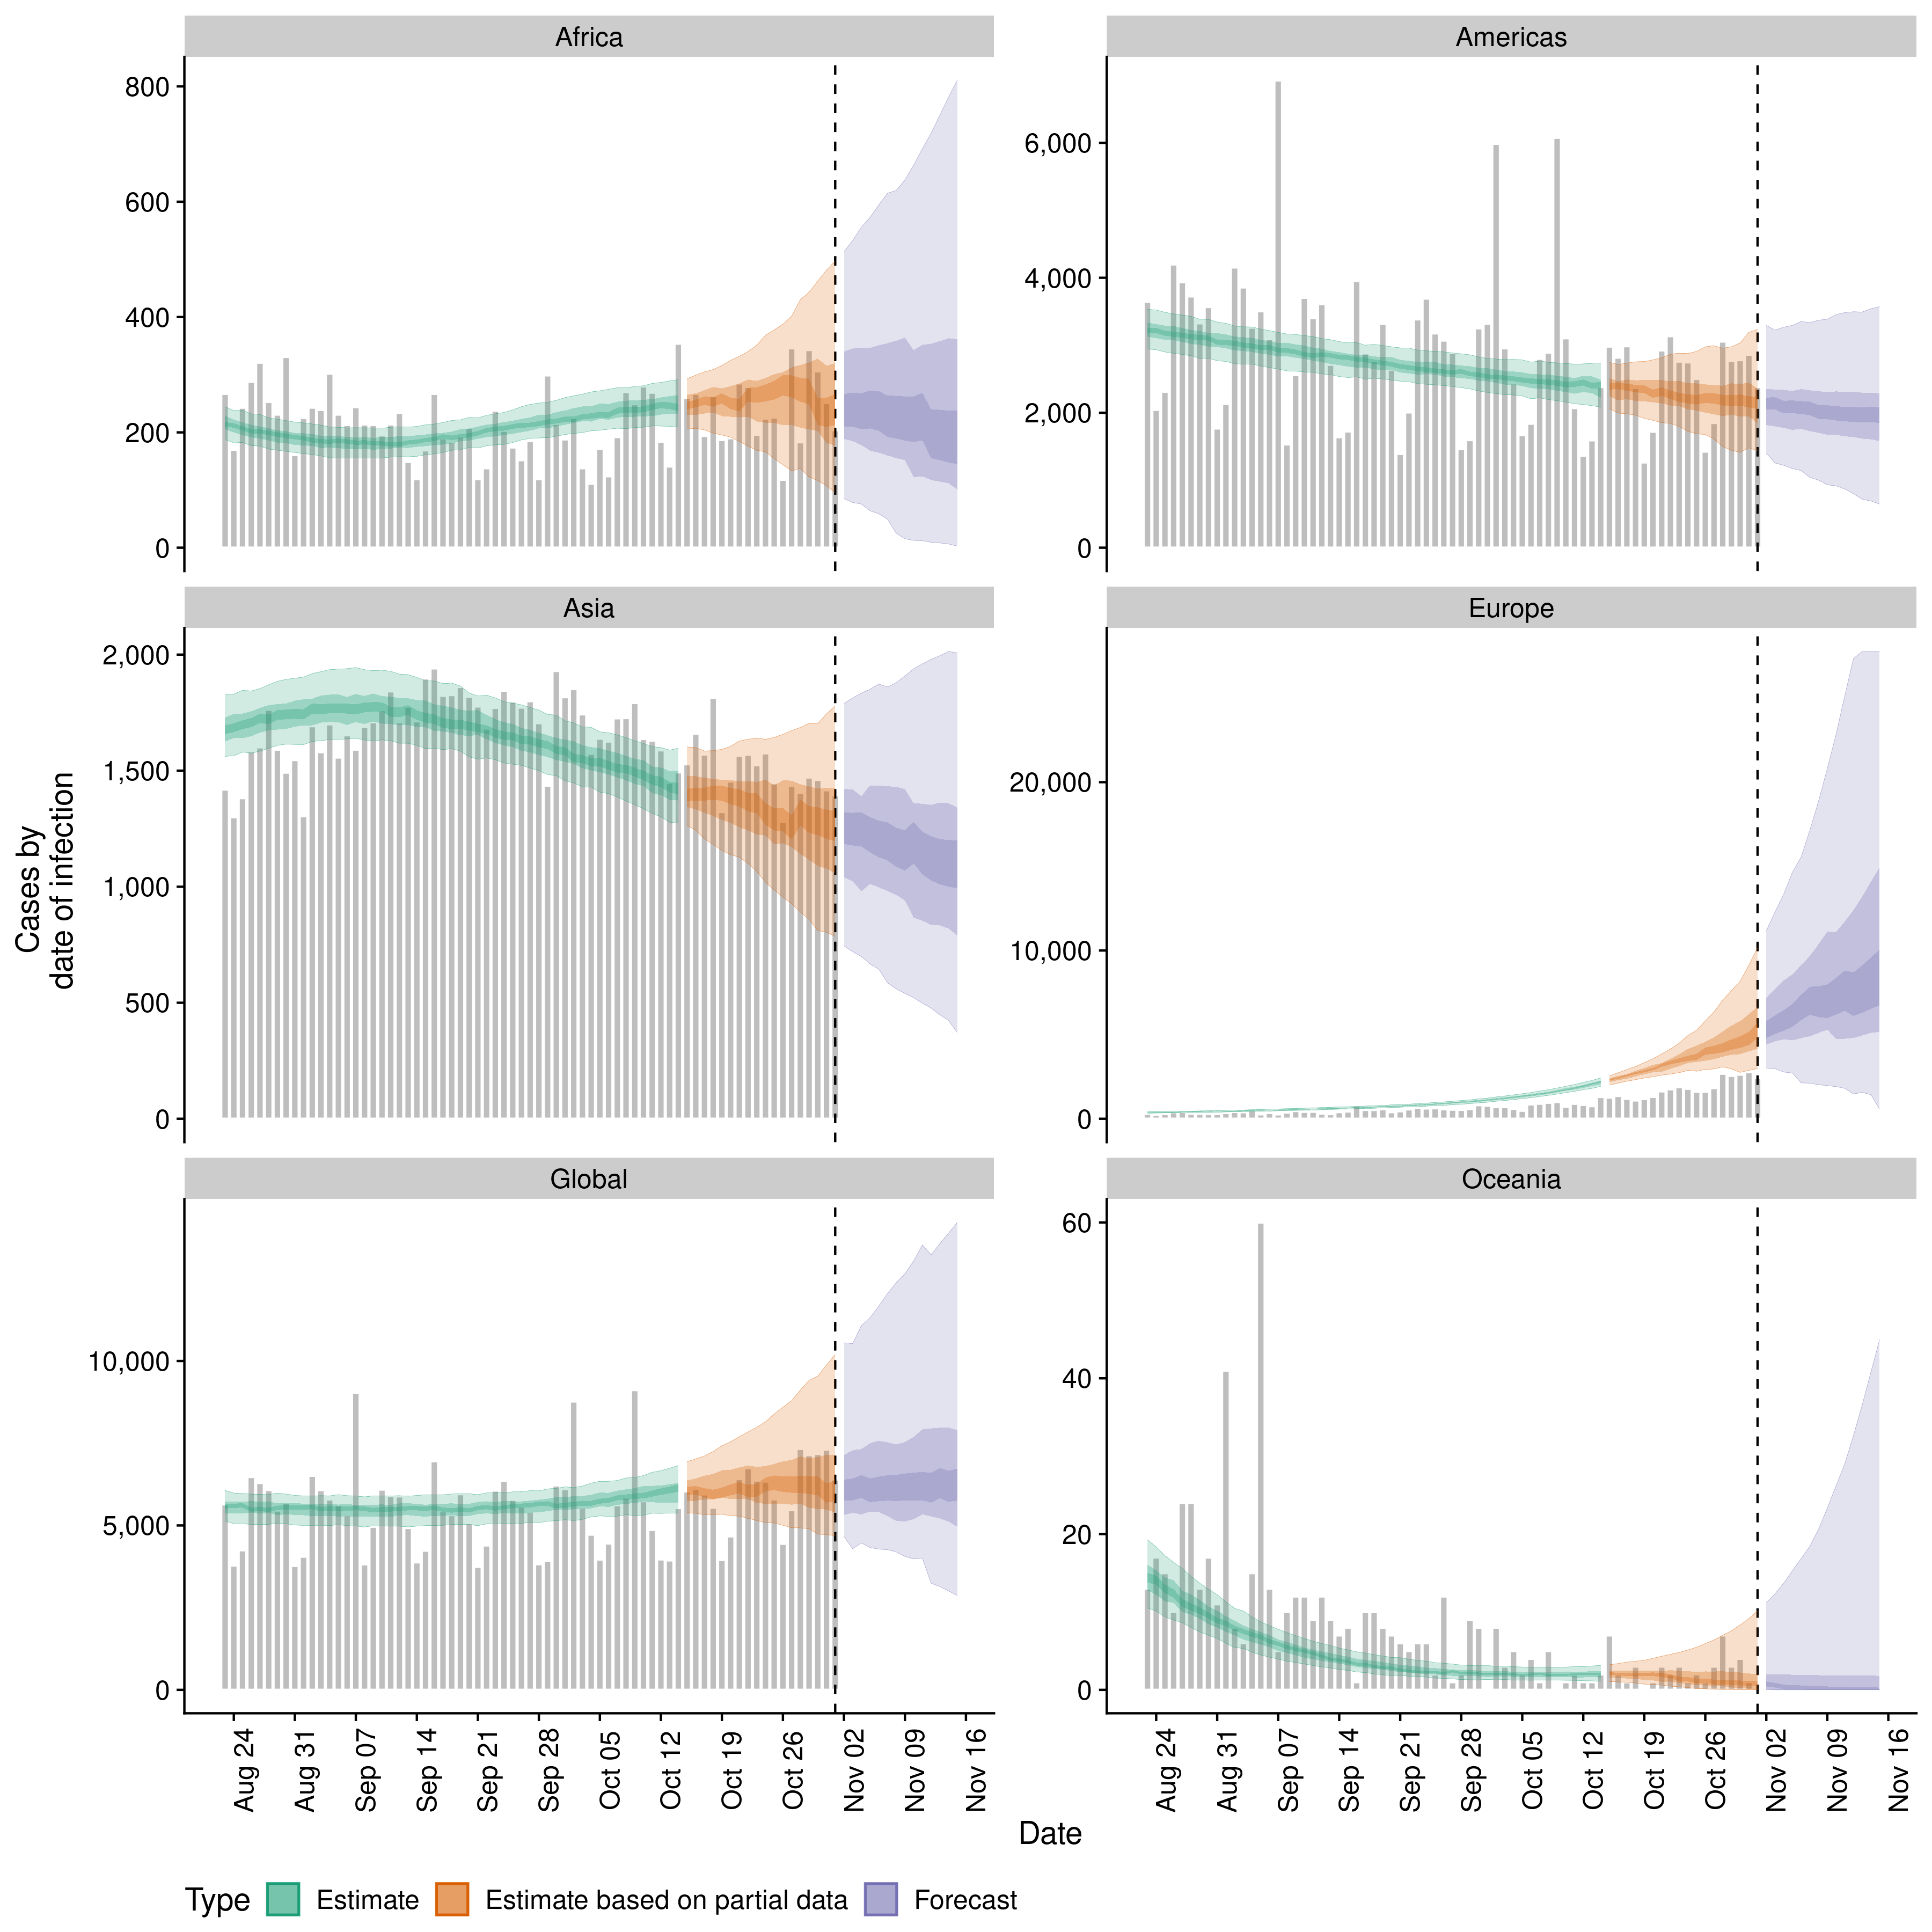 Africa
Americas
800
600
400
200
0
6,000
4,000
2,000
0
Asia
Europe
2,000
1,500
1,000
500
0
20,000
10,000
0
Cases by
date of infection
Global
Oceania
10,000
5,000
0
60
40
20
0
Aug 24
Aug 31
Sep 07
Sep 14
Sep 21
Sep 28
Oct 05
Oct 12
Oct 19
Oct 26
Nov 02
Nov 09
Nov 16
Aug 24
Aug 31
Sep 07
Sep 14
Sep 21
Sep 28
Oct 05
Oct 12
Oct 19
Oct 26
Nov 02
Nov 09
Nov 16
Date
Type Estimate Estimate based on partial data Forecast